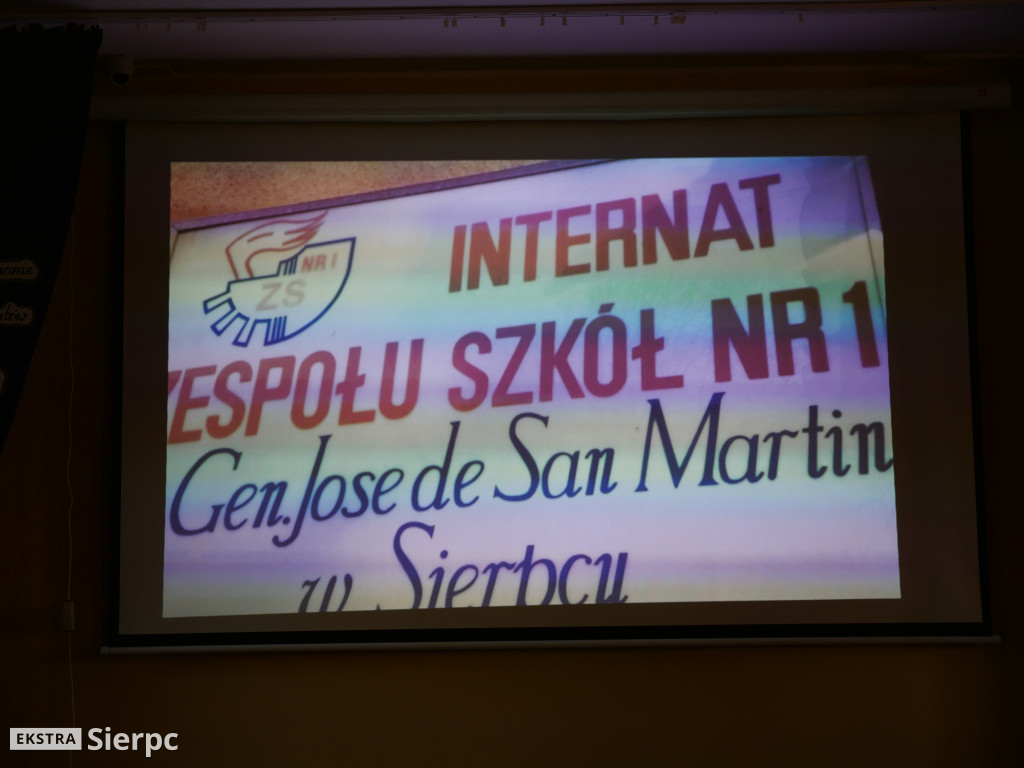 NR 1
ZS
INTERNAT
ZESPOŁU SZKÓŁ NR 1
Gen. Jose de San Martin
w Sierpcu
EKSTRA Sierpc